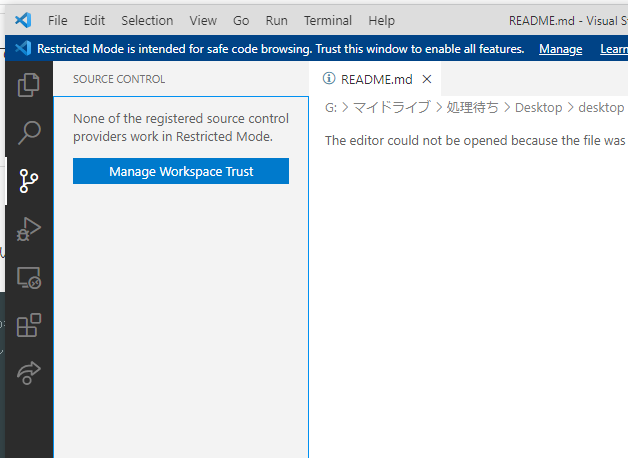 File Edit Selection View Go Run Terminal Help README.md - Visual
Restricted Mode is intended for safe code browsing. Trust this window to enable all features. Manage
SOURCE CONTROL
README.md
G: > マイドライブ > 処理待ち > Desktop > desktop
None of the registered source control
providers work in Restricted Mode.
The editor could not be opened because the file was
Manage Workspace Trust